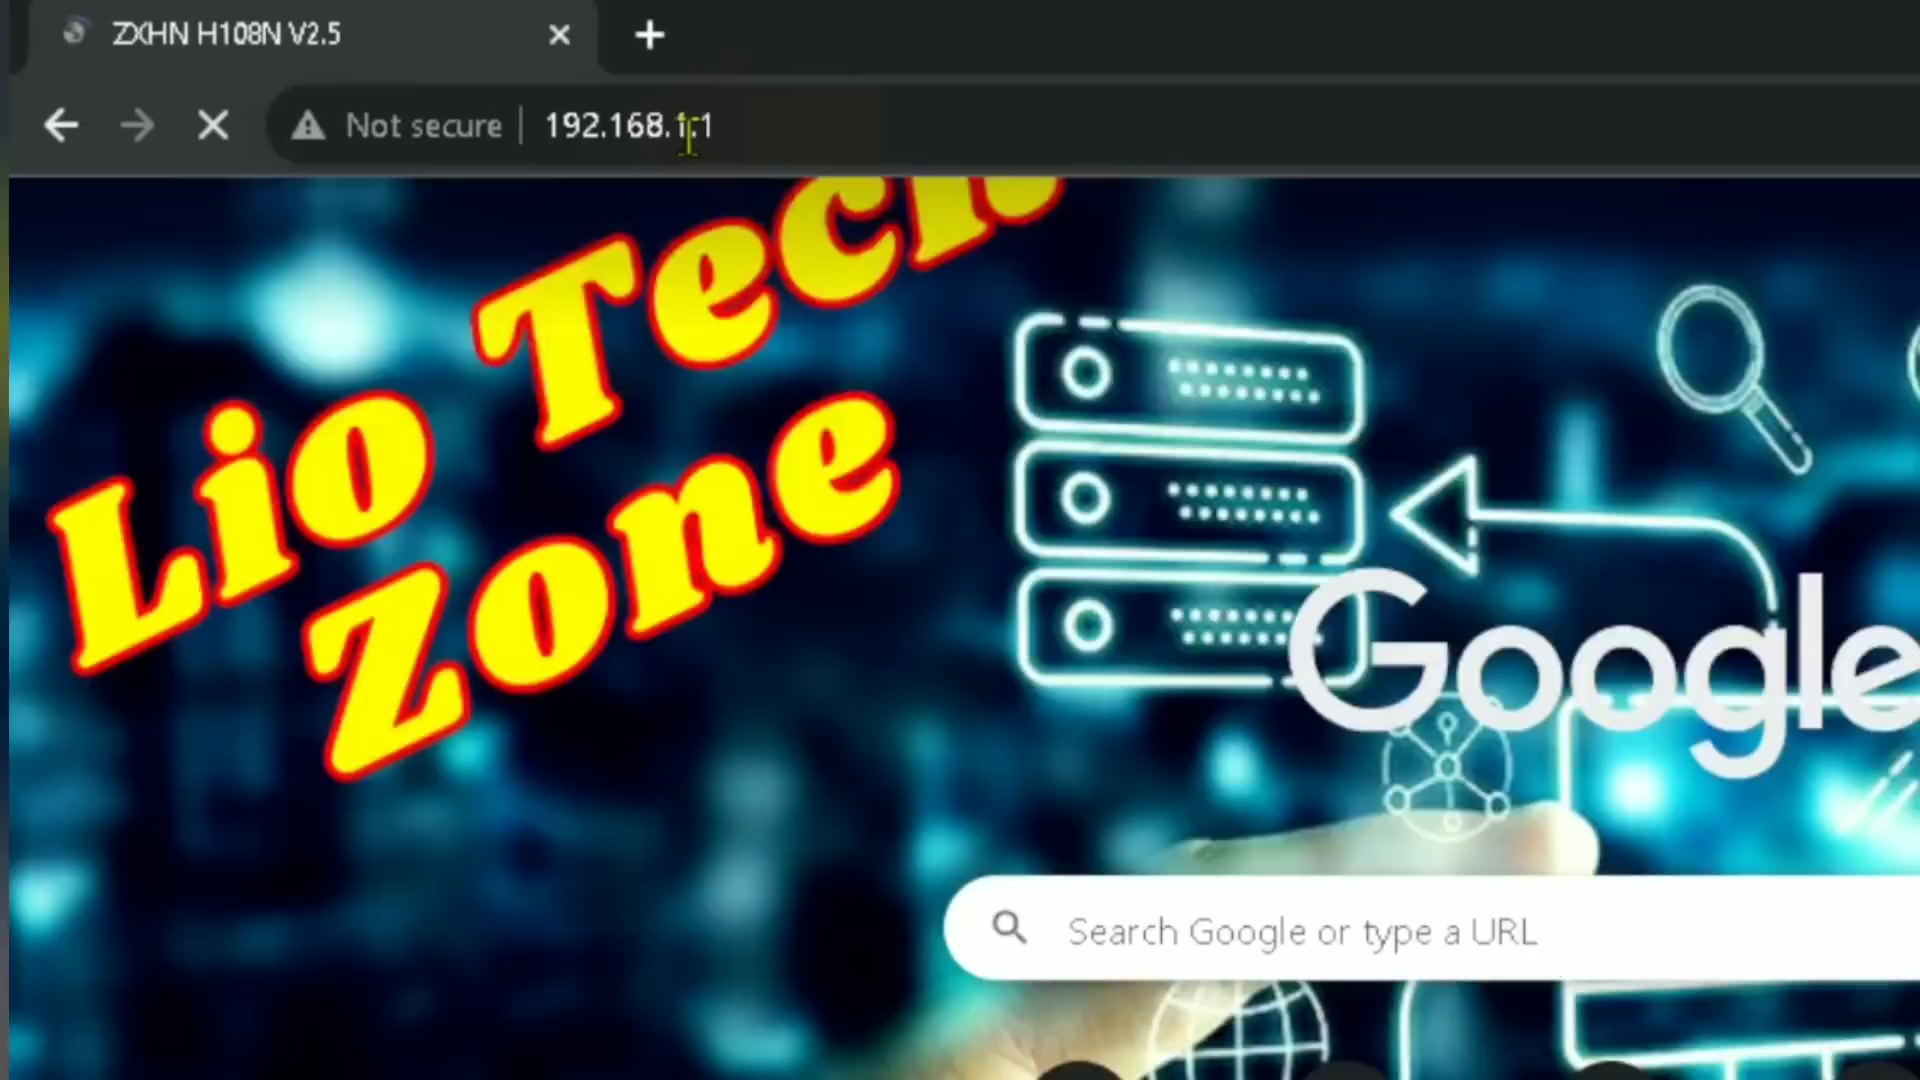 ZXHN H108N V2.5
Not secure
192.168.1.1
Lio Tech
Zone
Google
Search Google or type a URL